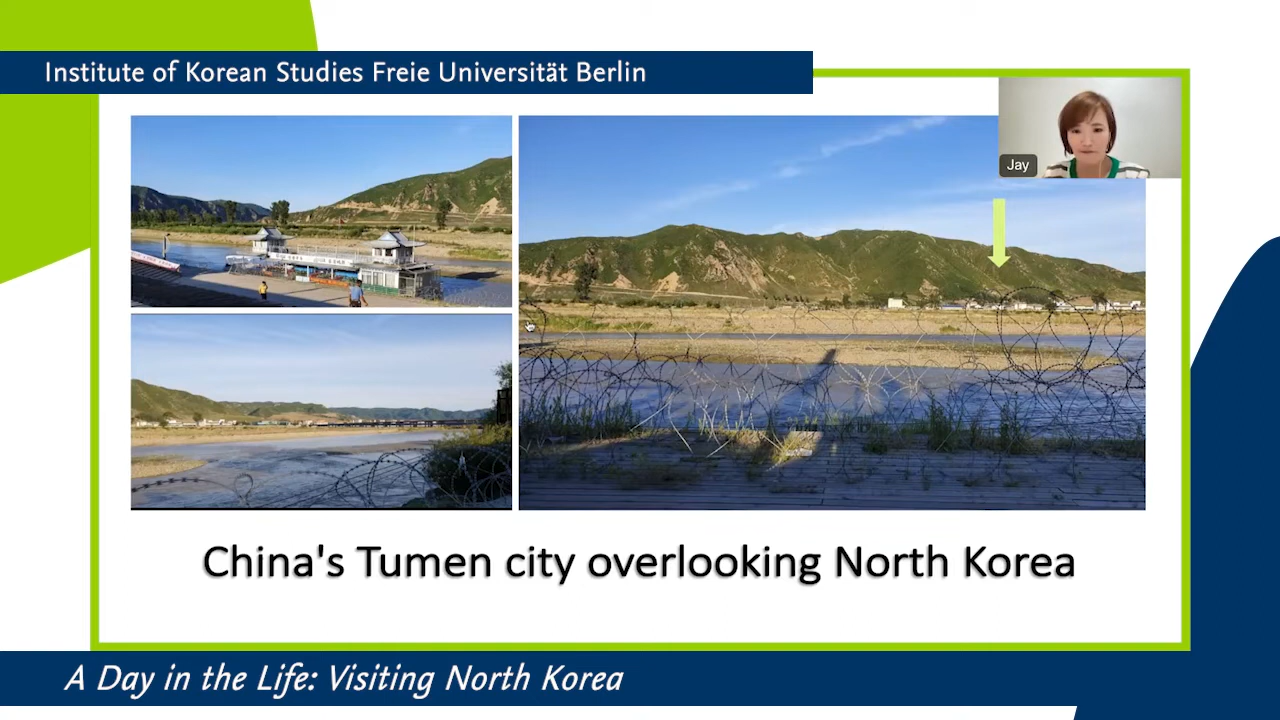 Institute of Korean Studies Freie Universität Berlin
Jay
China's Tumen city overlooking North Korea
A Day in the Life: Visiting North Korea